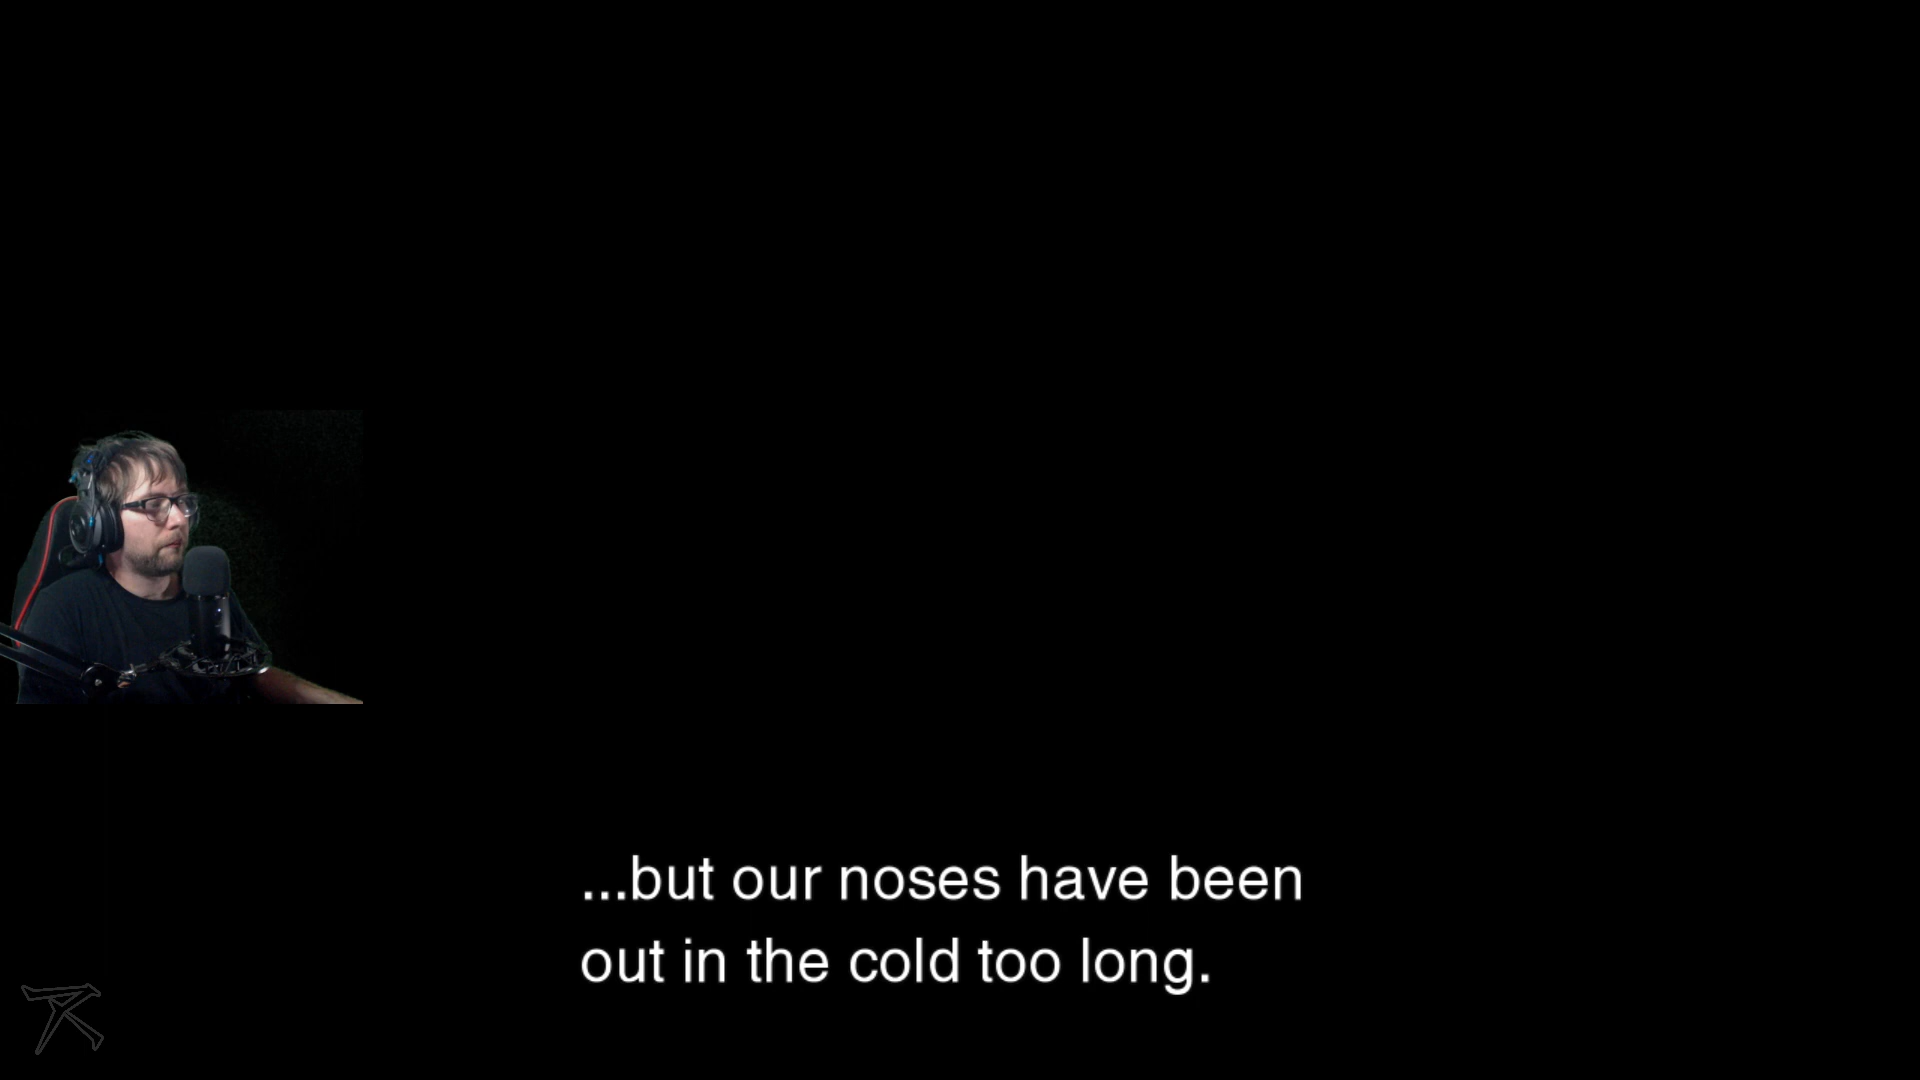 ...but our noses have been
out in the cold too long.